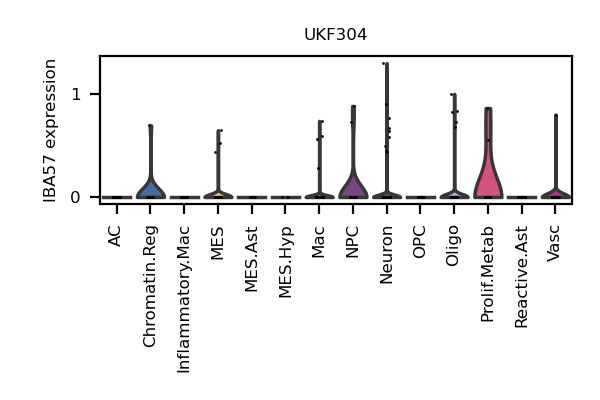 UKF304
IBA57 expression
1
0
AC
Chromatin.Reg
Inflammatory.Mac
MES
MES.Ast
MES.Hyp
Mac
NPC
Neuron
OPC
Oligo
Prolif.Metab
Reactive.Ast
Vasc